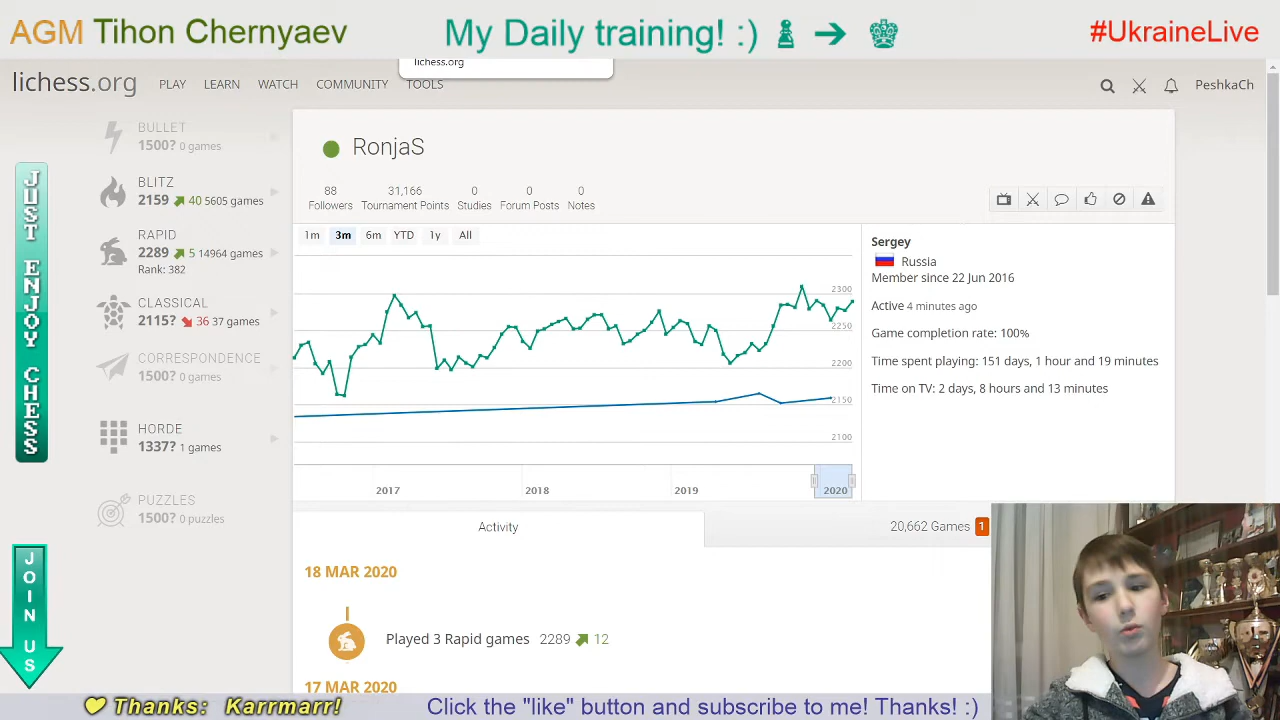 AGM Tihon Chernyaev
My Daily training! :)
#UkraineLive
lichess.org
lichess.org
PLAY
LEARN
WATCH
COMMUNITY
TOOLS
PeshkaCh
JUST ENJOY CHESS
JOIN US
BULLET
1500? 0 games
BLITZ
2159 40 5605 games
RAPID
2289 5 14964 games
Rank: 382
CLASSICAL
2115? 36 37 games
CORRESPONDENCE
1500? 0 games
HORDE
1337? 1 games
PUZZLES
1500? 0 puzzles
RonjaS
88
Followers
31,166
Tournament Points
0
Studies
0
Forum Posts
0
Notes
1m 3m 6m YTD 1y All
2300
2250
2200
2150
2100
2017 2018 2019 2020
Sergey
Russia
Member since 22 Jun 2016
Active 4 minutes ago
Game completion rate: 100%
Time spent playing: 151 days, 1 hour and 19 minutes
Time on TV: 2 days, 8 hours and 13 minutes
Activity
20,662 Games 1
18 MAR 2020
Played 3 Rapid games 2289 12
17 MAR 2020
Thanks: Karrmarr!
Click the "like" button and subscribe to me! Thanks! :)